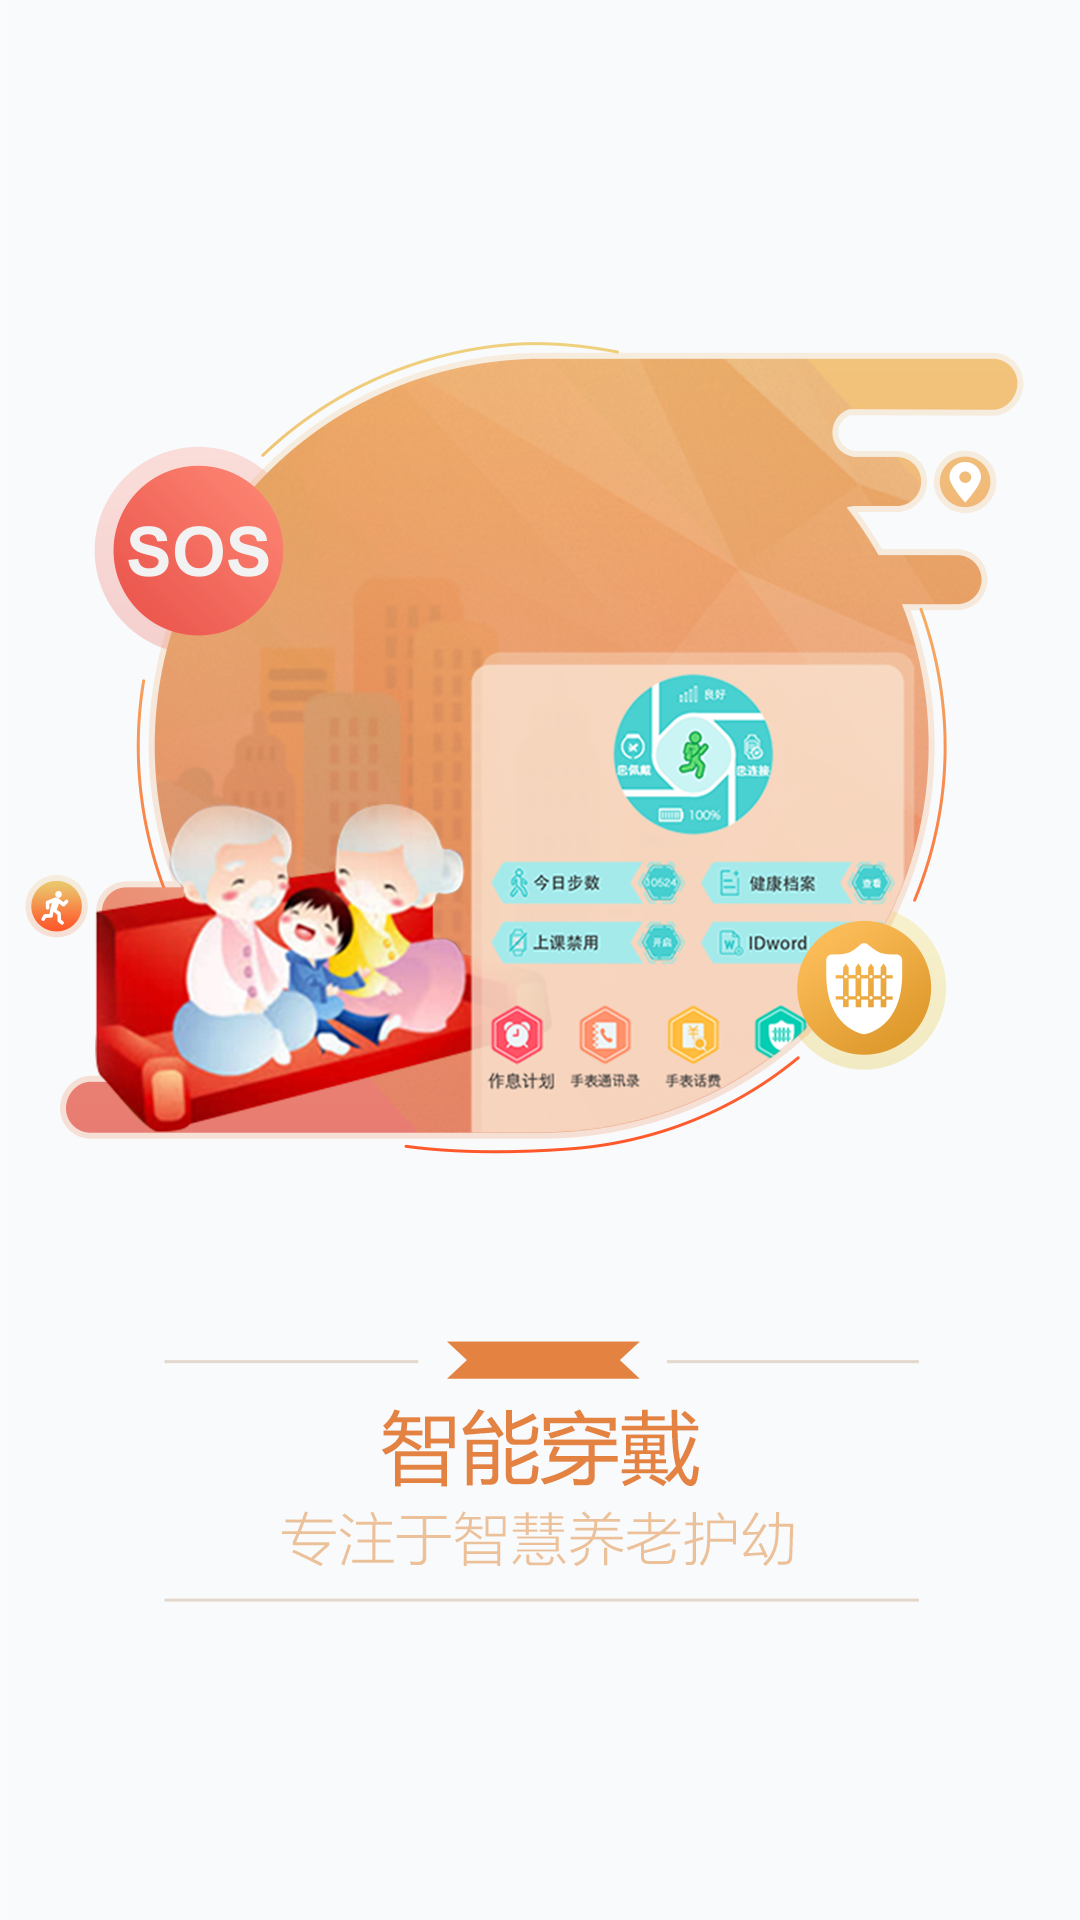 SOS
良好
已佩戴
已连接
100%
今日步数
10524
健康档案
查看
上课禁用
开启
IDword
作息计划
手表通讯录
手表话费
智能穿戴
专注于智慧养老护幼